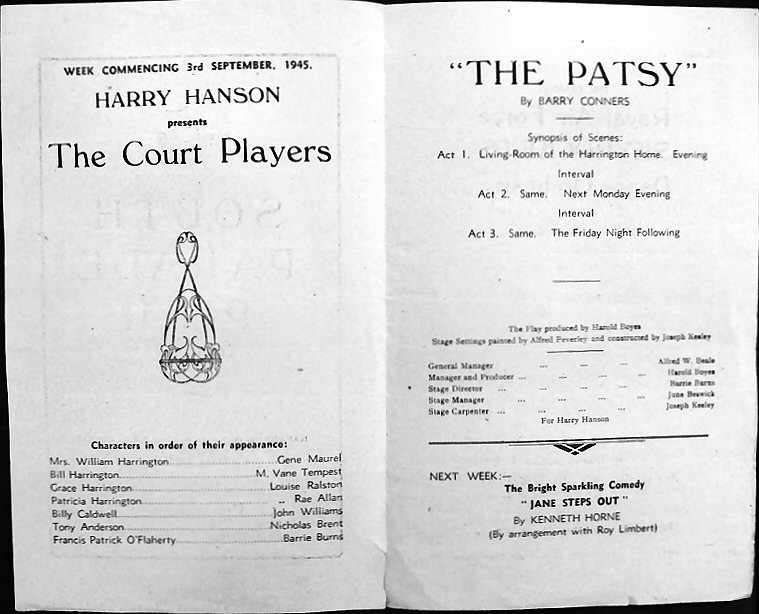 WEEK COMMENCING 3rd SEPTEMBER, 1945.
HARRY HANSON
presents
The Court Players
Characters in order of their appearance:
Mrs. William Harrington Gene Maurel
Bill Harrington M. Vane Tempest
Grace Harrington Louise Ralston
Patricia Harrington Rae Allan
Billy Caldwell John Williams
Tony Anderson Nicholas Brent
Francis Patrick O'Flaherty Barrie Burns
"THE PATSY"
By BARRY CONNERS
Synopsis of Scenes:
Act 1. Living-Room of the Harrington Home. Evening
Interval
Act 2. Same. Next Monday Evening
Interval
Act 3. Same. The Friday Night Following
The Play produced by Harold Boyes
Stage Settings painted by Alfred Peverley and constructed by Joseph Keeley
General Manager ... ... ... Alfred W. Beale
Manager and Producer ... ... ... ... Harold Boyes
Stage Director ... ... ... ... Barrie Burns
Stage Manager ... ... ... June Beswick
Stage Carpenter ... ... ... ... Joseph Keeley
For Harry Hanson
NEXT WEEK:—
The Bright Sparkling Comedy
"JANE STEPS OUT"
By KENNETH HORNE
(By arrangement with Roy Limbert)